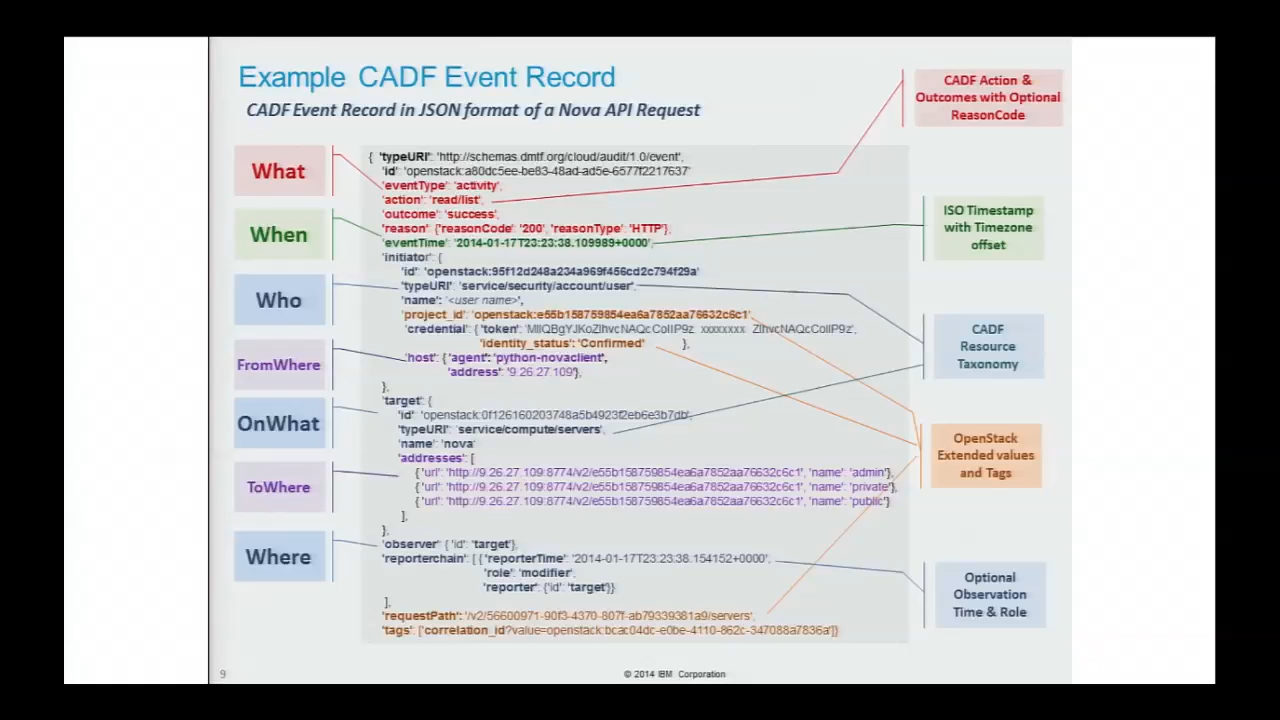 Example CADF Event Record
CADF Event Record in JSON format of a Nova API Request
CADF Action &
Outcomes with Optional
ReasonCode
What
When
Who
FromWhere
OnWhat
ToWhere
Where
{ 'typeURI': 'http://schemas.dmtf.org/cloud/audit/1.0/event',
'id': 'openstack:a80dc5ee-be83-48ad-ad5e-6577f2217637'
'eventType': 'activity',
'action': 'read/list',
'outcome': 'success',
'reason': {'reasonCode': '200', 'reasonType': 'HTTP'},
'eventTime': '2014-01-17T23:23:38.109989+0000',
'initiator': {
'id': 'openstack:95f12d248a234a969f456cd2c794f29a'
'typeURI': 'service/security/account/user',
'name': '<user name>',
'project_id': 'openstack:e55b158759854ea6a7852aa76632c6c1'
'credential': { 'token': 'MIIQBgYJKoZIhvcNAQcCoIIP9z xxxxxxxx ZIhvcNAQcCoIIP9z',
'identity_status': 'Confirmed' },
'host': { 'agent': 'python-novaclient',
'address': '9.26.27.109'},
},
'target': {
'id': 'openstack:0f126160203748a5b4923f2eb6e3b7db',
'typeURI': 'service/compute/servers',
'name': 'nova'
'addresses': [
{ 'url': 'http://9.26.27.109:8774/v2/e55b158759854ea6a7852aa76632c6c1', 'name': 'admin'},
{ 'url': 'http://9.26.27.109:8774/v2/e55b158759854ea6a7852aa76632c6c1', 'name': 'private'},
{ 'url': 'http://9.26.27.109:8774/v2/e55b158759854ea6a7852aa76632c6c1', 'name': 'public'}
],
},
'observer': { 'id': 'target'},
'reporterchain': [ { 'reporterTime': '2014-01-17T23:23:38.154152+0000',
'role': 'modifier',
'reporter': {'id': 'target'}}
],
'requestPath': '/v2/56600971-90f3-4370-807f-ab79339381a9/servers',
'tags': ['correlation_id?value=openstack:bcac04dc-e0be-4110-862c-347088a7836a']}
ISO Timestamp
with Timezone
offset
CADF
Resource
Taxonomy
OpenStack
Extended values
and Tags
Optional
Observation
Time & Role
9
© 2014 IBM Corporation